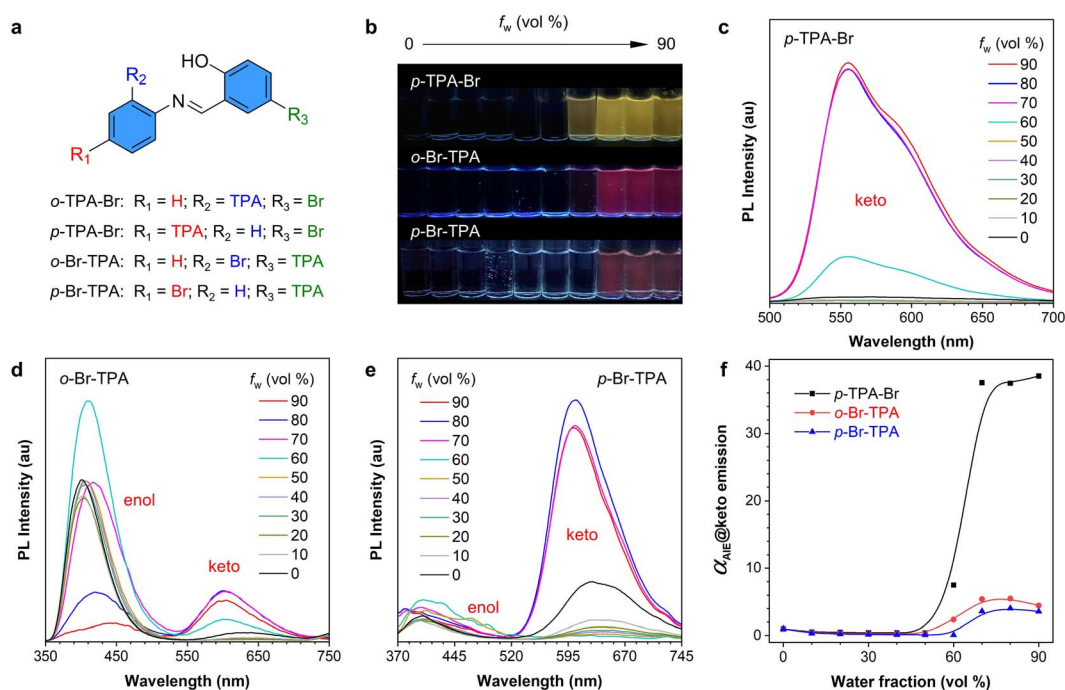 a
HO
R2
N
R3
R1
o-TPA-Br: R1 = H; R2 = TPA; R3 = Br
p-TPA-Br: R1 = TPA; R2 = H; R3 = Br
o-Br-TPA: R1 = H; R2 = Br; R3 = TPA
p-Br-TPA: R1 = Br; R2 = H; R3 = TPA
b
fw (vol %)
0 90
p-TPA-Br
o-Br-TPA
p-Br-TPA
c
p-TPA-Br
fw (vol %)
90
80
70
60
50
40
30
20
10
0
keto
PL Intensity (au)
500 550 600 650 700
Wavelength (nm)
d
o-Br-TPA
fw (vol %)
90
80
70
60
50
40
30
20
10
0
enol
keto
PL Intensity (au)
350 450 550 650 750
Wavelength (nm)
e
fw (vol %)
90
80
70
60
50
40
30
20
10
0
p-Br-TPA
keto
enol
PL Intensity (au)
370 445 520 595 670 745
Wavelength (nm)
f
p-TPA-Br
o-Br-TPA
p-Br-TPA
αAIE@keto emission
40
30
20
10
0
0 30 60 90
Water fraction (vol %)